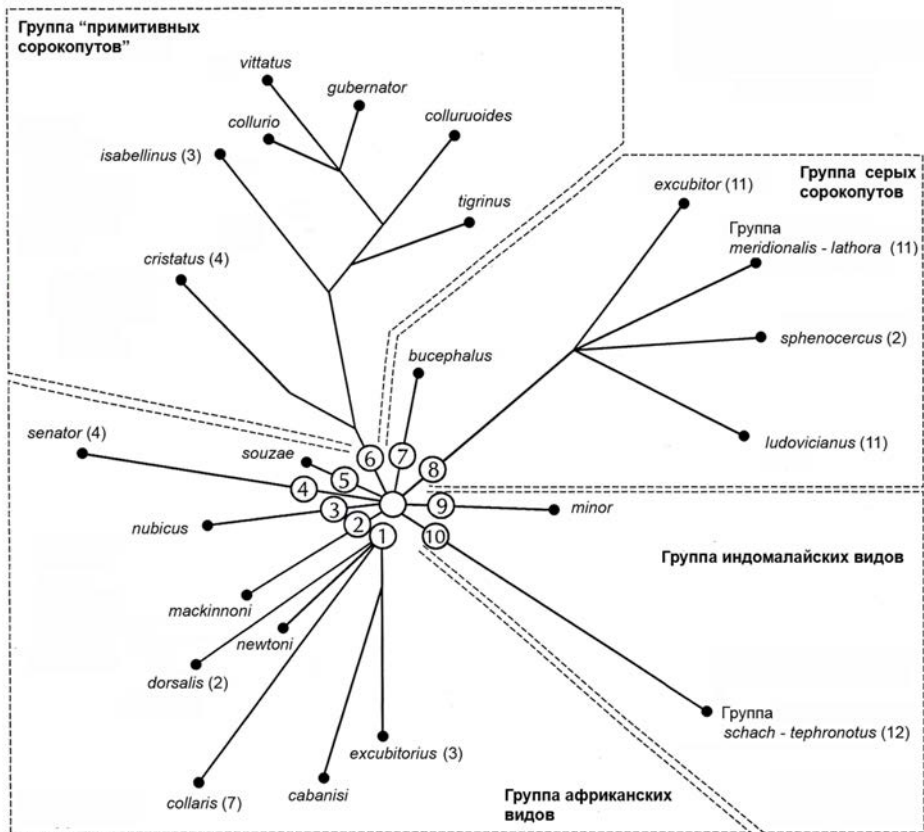 Группа “примитивных
сорокопутов”
vittatus
gubernator
collurio
colluruoides
isabellinus (3)
tigrinus
cristatus (4)
Группа серых
сорокопутов
excubitor (11)
Группа
meridionalis - lathora (11)
sphenocercus (2)
bucephalus
ludovicianus (11)
senator (4)
souzae
6
7
8
5
4
3
9
2
1
10
minor
nubicus
Группа индомалайских видов
mackinnoni
newtoni
dorsalis (2)
Группа
schach - tephronotus (12)
excubitorius (3)
collaris (7)
cabanisi
Группа африканских
видов